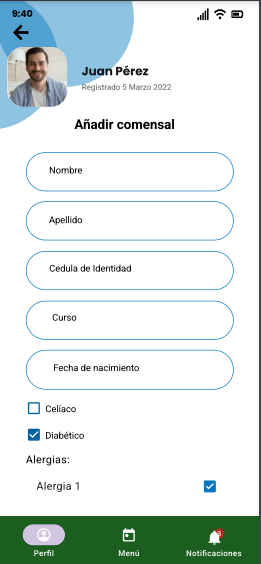 9:40
Juan Pérez
Registrado 5 Marzo 2022
Añadir comensal
Nombre
Apellido
Cedula de Identidad
Curso
Fecha de nacimiento
Celíaco
Diabético
Alergias:
Alergia 1
Perfil
Menú
Notificaciones